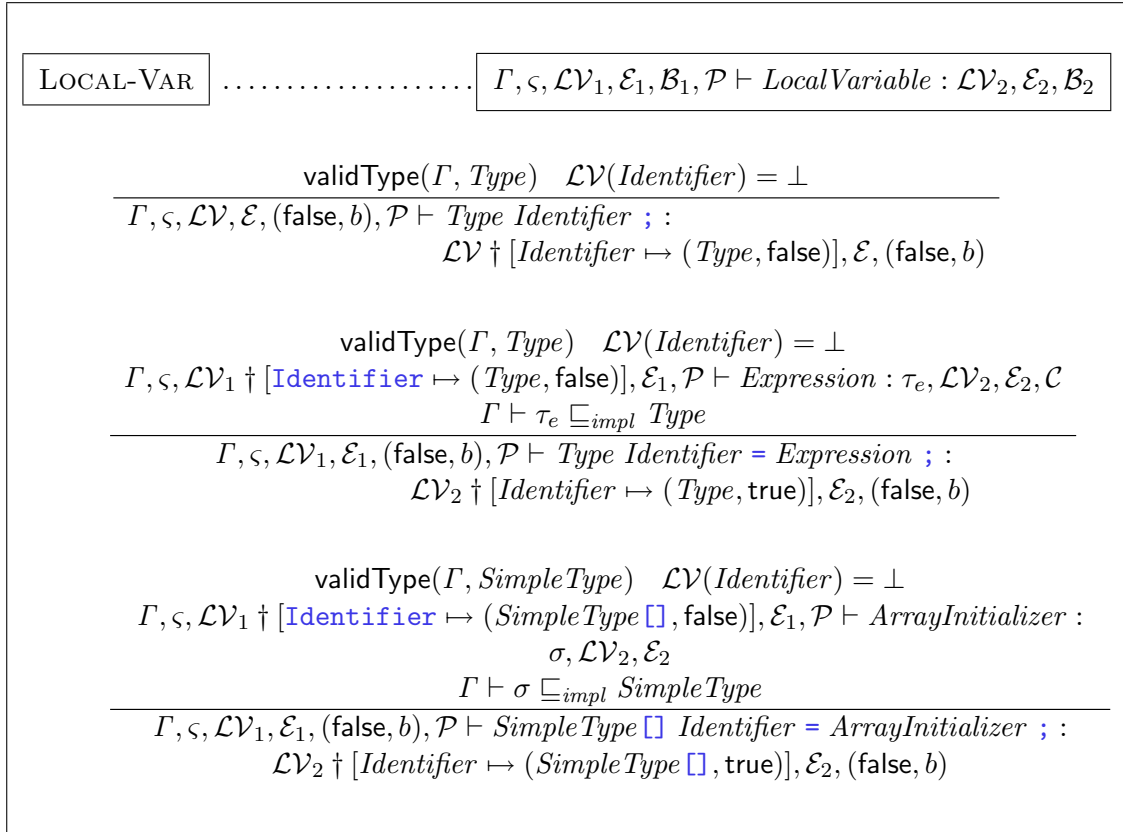 LOCAL-VAR .................... Γ, ς, ℒ𝒱₁, ℰ₁, ℬ₁, 𝒫 ⊢ LocalVariable : ℒ𝒱₂, ℰ₂, ℬ₂
validType(Γ, Type) ℒ𝒱(Identifier) = ⊥
Γ, ς, ℒ𝒱, ℰ, (false, b), 𝒫 ⊢ Type Identifier ; :
ℒ𝒱 † [Identifier ↦ (Type, false)], ℰ, (false, b)
validType(Γ, Type) ℒ𝒱(Identifier) = ⊥
Γ, ς, ℒ𝒱₁ † [Identifier ↦ (Type, false)], ℰ₁, 𝒫 ⊢ Expression : τₑ, ℒ𝒱₂, ℰ₂, 𝒞
Γ ⊢ τₑ ⊑_impl Type
Γ, ς, ℒ𝒱₁, ℰ₁, (false, b), 𝒫 ⊢ Type Identifier = Expression ; :
ℒ𝒱₂ † [Identifier ↦ (Type, true)], ℰ₂, (false, b)
validType(Γ, SimpleType) ℒ𝒱(Identifier) = ⊥
Γ, ς, ℒ𝒱₁ † [Identifier ↦ (SimpleType[], false)], ℰ₁, 𝒫 ⊢ ArrayInitializer :
σ, ℒ𝒱₂, ℰ₂
Γ ⊢ σ ⊑_impl SimpleType
Γ, ς, ℒ𝒱₁, ℰ₁, (false, b), 𝒫 ⊢ SimpleType[] Identifier = ArrayInitializer ; :
ℒ𝒱₂ † [Identifier ↦ (SimpleType[], true)], ℰ₂, (false, b)